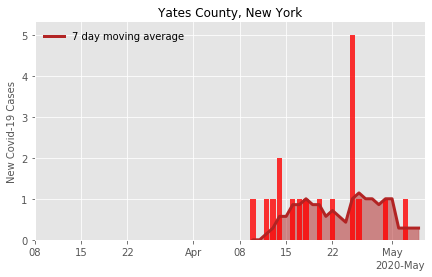 Yates County, New York
7 day moving average
New Covid-19 Cases
5
4
3
2
1
0
08
15
22
Apr
08
15
22
May
2020-May